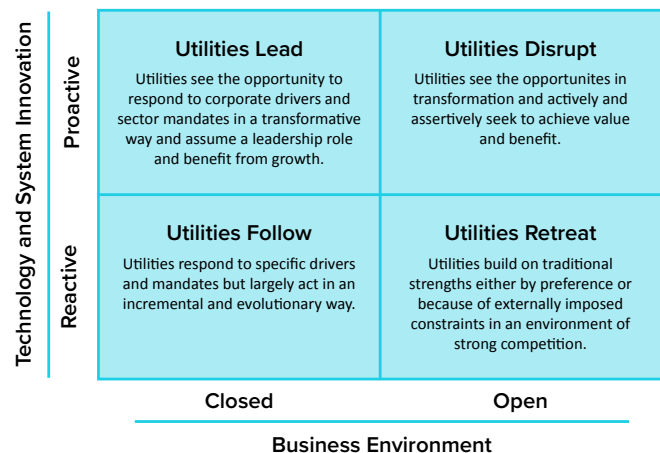 Technology and System Innovation
Proactive
Utilities Lead
Utilities see the opportunity to
respond to corporate drivers and
sector mandates in a transformative
way and assume a leadership role
and benefit from growth.
Utilities Disrupt
Utilities see the opportunites in
transformation and actively and
assertively seek to achieve value
and benefit.
Reactive
Utilities Follow
Utilities respond to specific drivers
and mandates but largely act in an
incremental and evolutionary way.
Utilities Retreat
Utilities build on traditional
strengths either by preference or
because of externally imposed
constraints in an environment of
strong competition.
Closed
Open
Business Environment